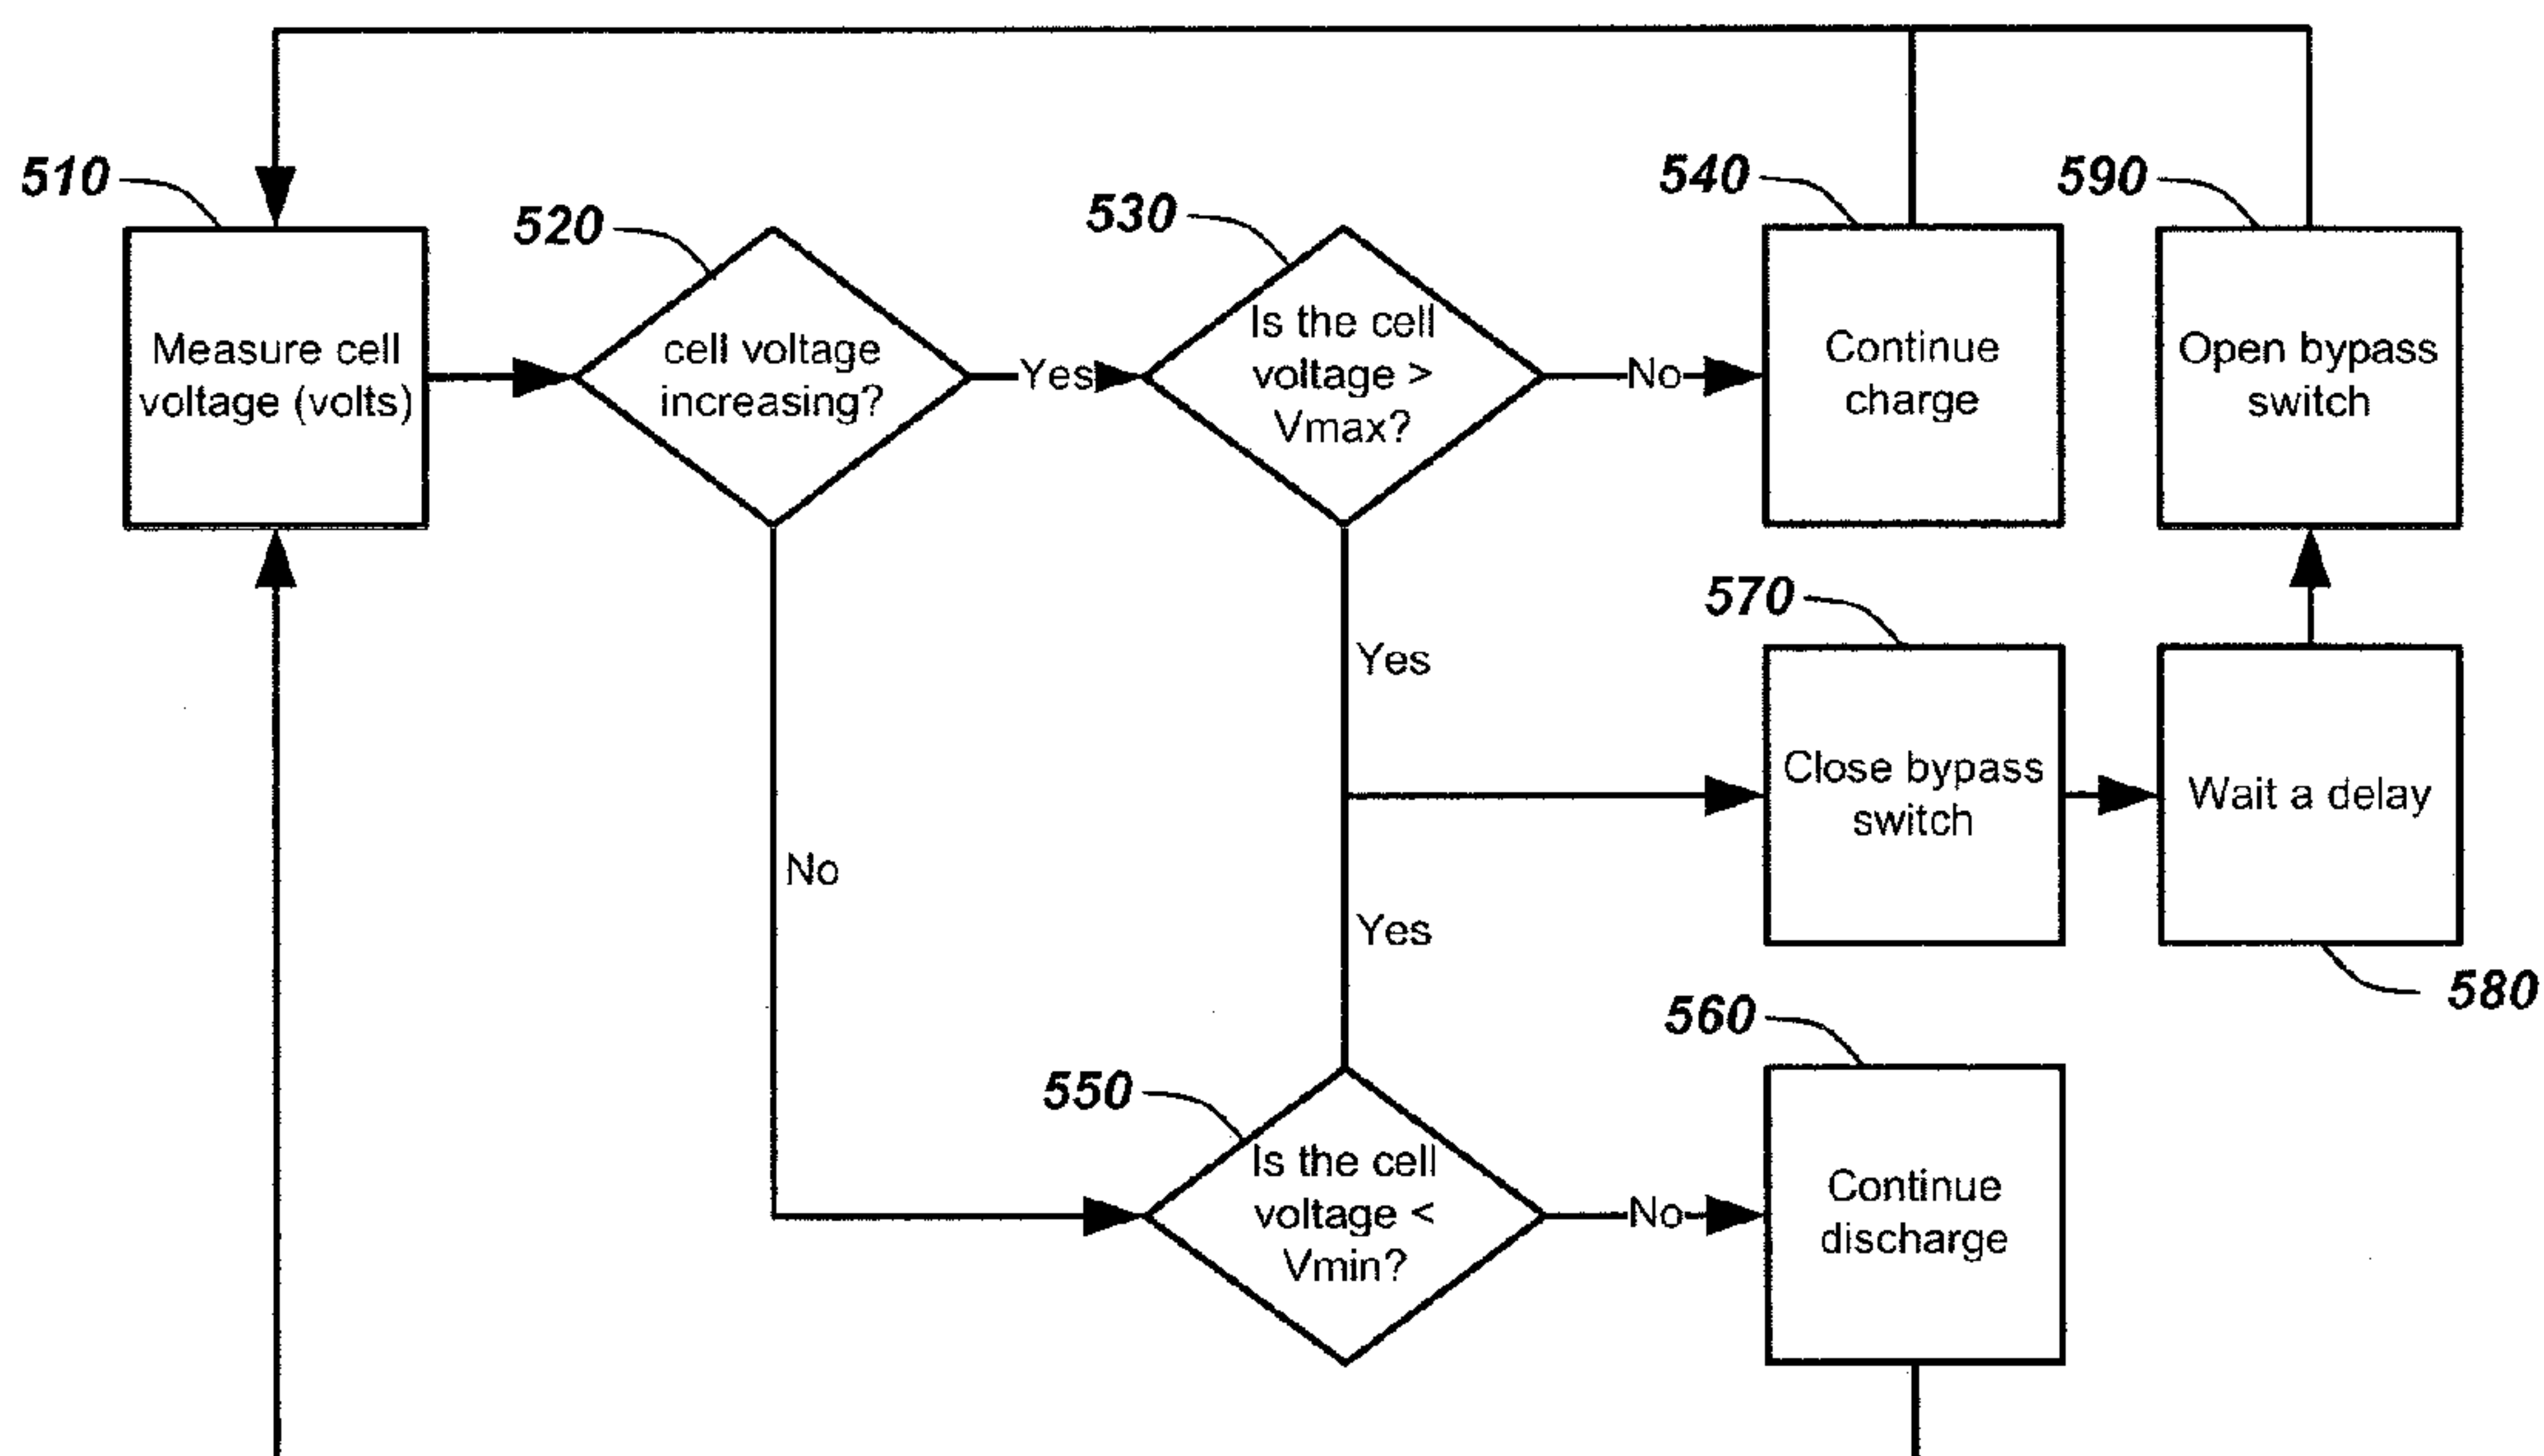 510
Measure cell
voltage (volts)
520
cell voltage
increasing?
Yes
530
Is the cell
voltage >
Vmax?
No
540
Continue
charge
590
Open bypass
switch
Yes
570
Close bypass
switch
Wait a delay
580
No
Yes
550
Is the cell
voltage <
Vmin?
No
560
Continue
discharge